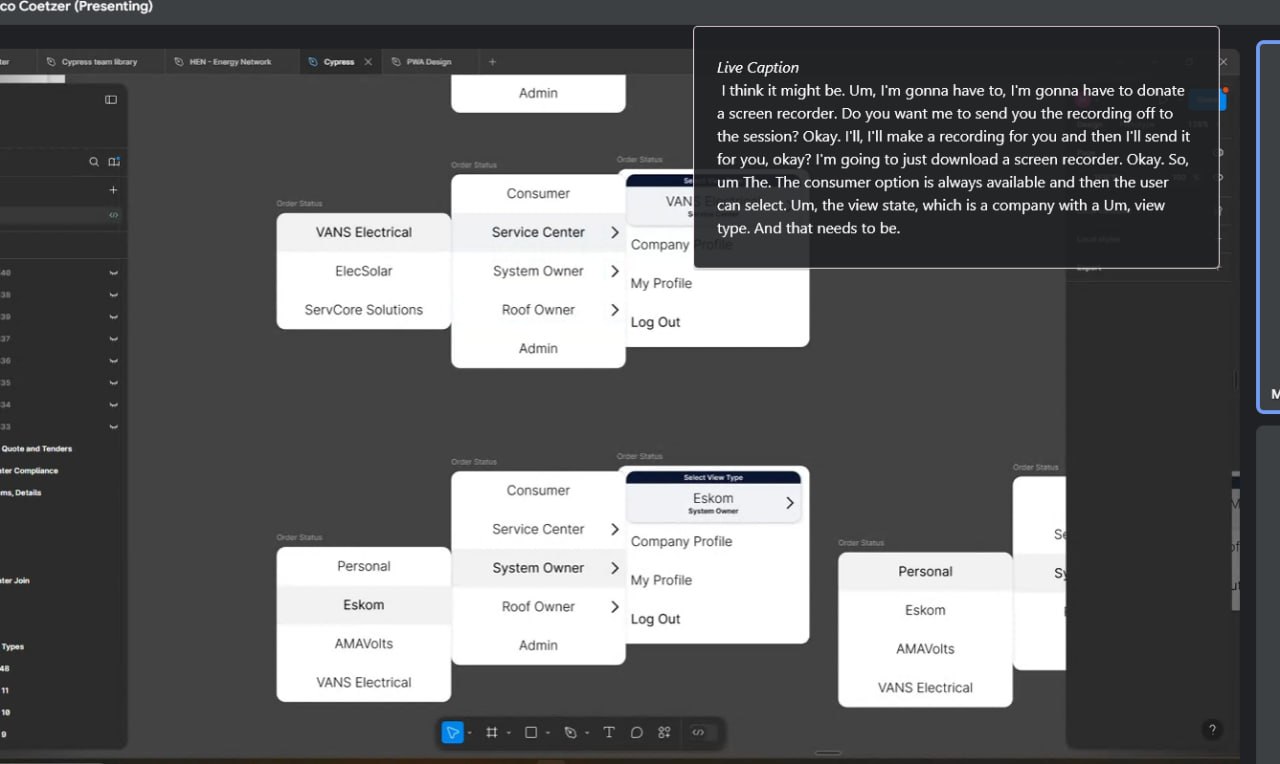 co Coetzer (Presenting)
Cypress team library
HEN - Energy Network
Cypress
PWA Design
Live Caption
I think it might be. Um, I'm gonna have to, I'm gonna have to donate
a screen recorder. Do you want me to send you the recording off to
the session? Okay. I'll, I'll make a recording for you and then I'll send it
for you, okay? I'm going to just download a screen recorder. Okay. So,
um The. The consumer option is always available and then the user
can select. Um, the view state, which is a company with a Um, view
type. And that needs to be.
Admin
Order Status
Order Status
Order Status
VANS Electrical
ElecSolar
ServCore Solutions
Consumer
Service Center
System Owner
Roof Owner
Admin
Company Profile
My Profile
Log Out
40
38
39
37
36
35
34
33
Quote and Tenders
ter Compliance
ms, Details
ter Join
Types
48
11
10
9
Order Status
Order Status
Order Status
Personal
Eskom
AMAVolts
VANS Electrical
Consumer
Service Center
System Owner
Roof Owner
Admin
Select View Type
Eskom
System Owner
Company Profile
My Profile
Log Out
Order Status
Order Status
Personal
Eskom
AMAVolts
VANS Electrical
Se
Sy
M
?